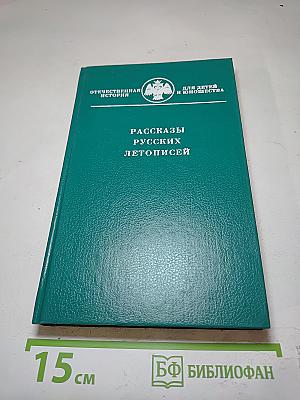 ОТЕЧЕСТВЕННАЯ ИСТОРИЯ
ДЛЯ ДЕТЕЙ И ЮНОШЕСТВА
РАССКАЗЫ
РУССКИХ
ЛЕТОПИСЕЙ
15 см
БФ БИБЛИОФАН